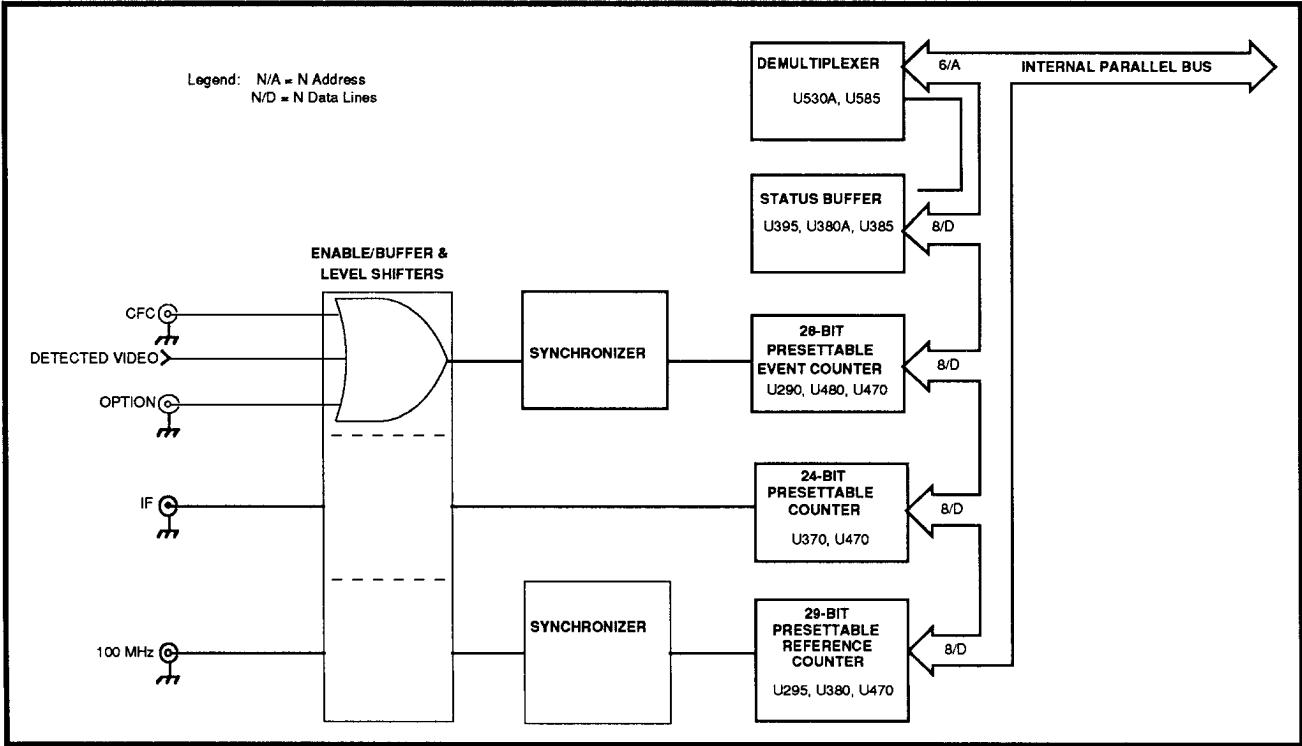 Legend: N/A = N Address
N/D = N Data Lines
DEMULTIPLEXER
U530A, U585
6/A
INTERNAL PARALLEL BUS
STATUS BUFFER
U395, U380A, U385
8/D
ENABLE/BUFFER &
LEVEL SHIFTERS
CFC
DETECTED VIDEO
OPTION
SYNCHRONIZER
28-BIT
PRESETTABLE
EVENT COUNTER
U290, U480, U470
8/D
IF
24-BIT
PRESETTABLE
COUNTER
U370, U470
8/D
100 MHz
SYNCHRONIZER
29-BIT
PRESETTABLE
REFERENCE
COUNTER
U295, U380, U470
8/D